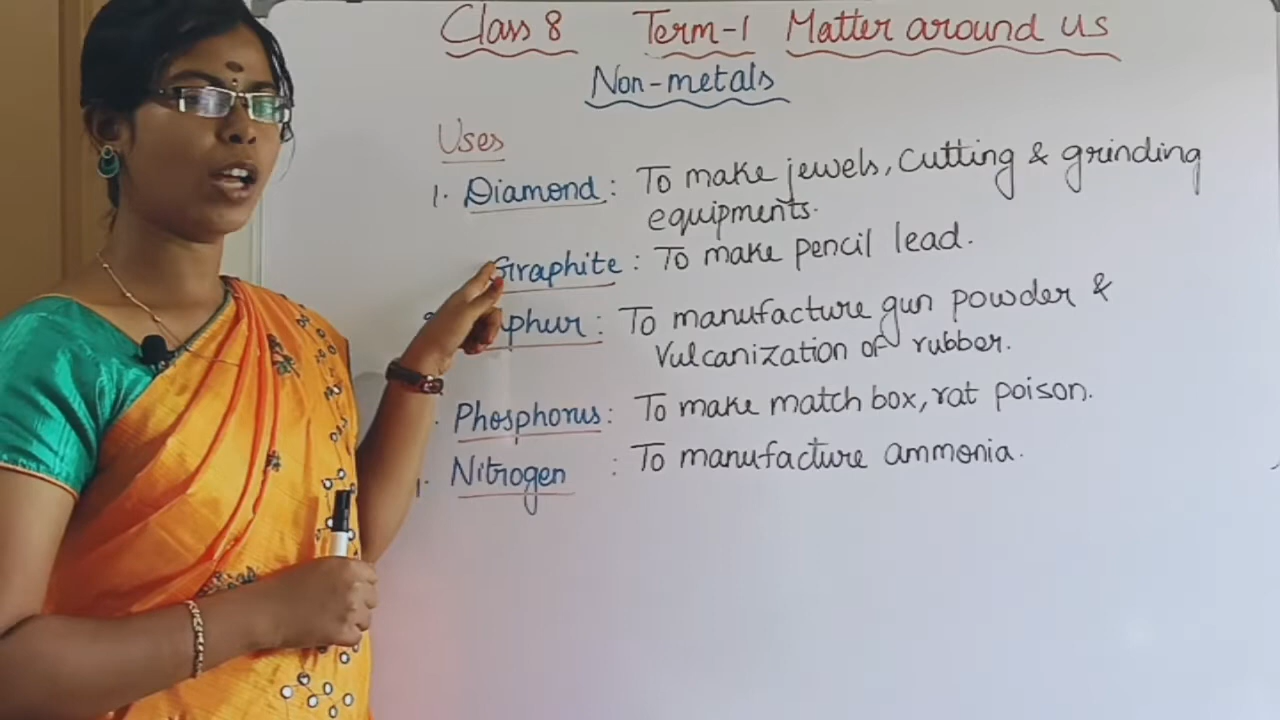 Class 8 Term-1 Matter around us
Non-metals
Uses
1. Diamond : To make jewels, cutting & grinding
equipments.
Graphite : To make pencil lead.
phur : To manufacture gun powder &
Vulcanization of rubber.
Phosphorus : To make match box, rat poison.
Nitrogen : To manufacture ammonia.